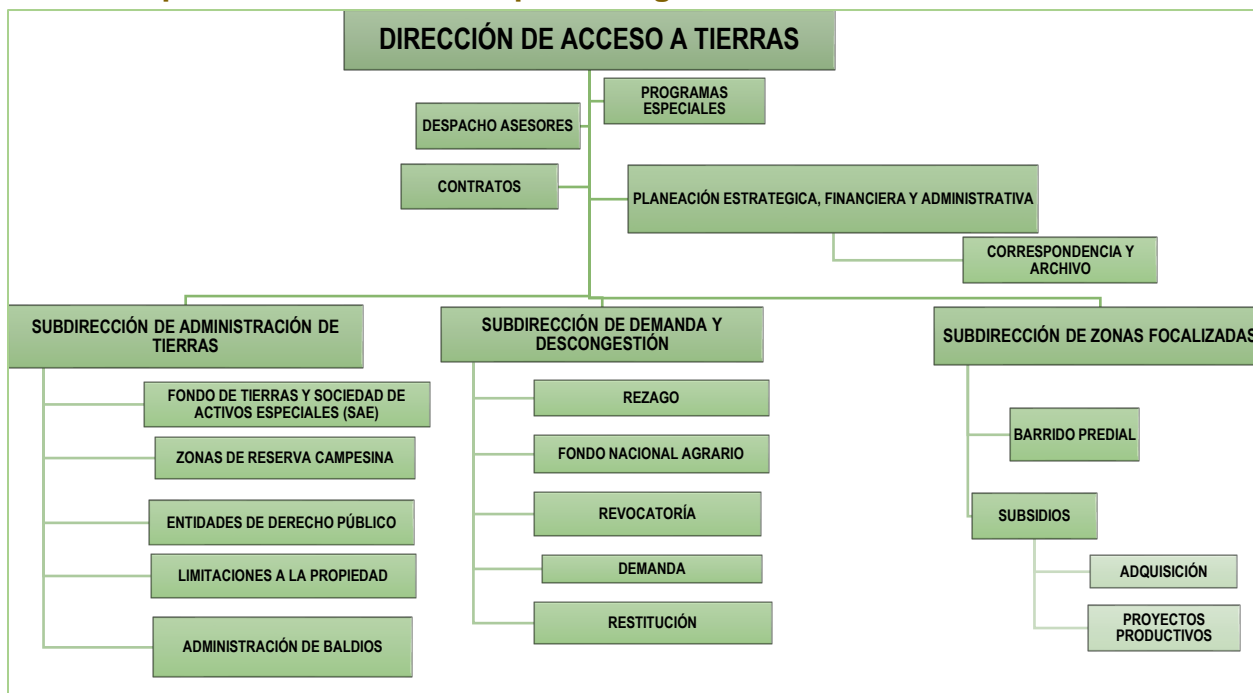 DIRECCIÓN DE ACCESO A TIERRAS
PROGRAMAS
ESPECIALES
DESPACHO ASESORES
CONTRATOS
PLANEACIÓN ESTRATEGICA, FINANCIERA Y ADMINISTRATIVA
CORRESPONDENCIA Y
ARCHIVO
SUBDIRECCIÓN DE ADMINISTRACIÓN DE
TIERRAS
FONDO DE TIERRAS Y SOCIEDAD DE
ACTIVOS ESPECIALES (SAE)
ZONAS DE RESERVA CAMPESINA
ENTIDADES DE DERECHO PÚBLICO
LIMITACIONES A LA PROPIEDAD
ADMINISTRACIÓN DE BALDIOS
SUBDIRECCIÓN DE DEMANDA Y
DESCONGESTIÓN
REZAGO
FONDO NACIONAL AGRARIO
REVOCATORÍA
DEMANDA
RESTITUCIÓN
SUBDIRECCIÓN DE ZONAS FOCALIZADAS
BARRIDO PREDIAL
SUBSIDIOS
ADQUISICIÓN
PROYECTOS
PRODUCTIVOS